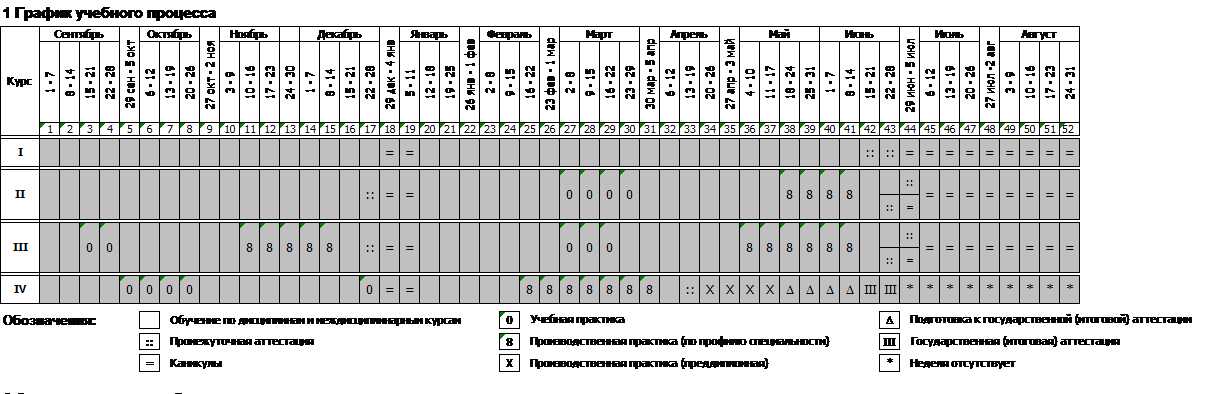 1 График учебного процесса
Курс Сентябрь 29 сен - 5 окт Октябрь 27 окт - 2 ноя Ноябрь Декабрь 29 дек - 4 янв Январь 26 янв - 1 фев Февраль 23 фев - 1 мар Март 30 мар - 5 апр Апрель 27 апр - 3 май Май Июнь 29 июн - 5 июл Июль 27 июл - 2 авг Август
1 - 7 8 - 14 15 - 21 22 - 28 6 - 12 13 - 19 20 - 26 3 - 9 10 - 16 17 - 23 24 - 30 1 - 7 8 - 14 15 - 21 22 - 28 5 - 11 12 - 18 19 - 25 2 - 8 9 - 15 16 - 22 2 - 8 9 - 15 16 - 22 23 - 29 6 - 12 13 - 19 20 - 26 4 - 10 11 - 17 18 - 24 25 - 31 1 - 7 8 - 14 15 - 21 22 - 28 6 - 12 13 - 19 20 - 26 3 - 9 10 - 16 17 - 23 24 - 31
1 2 3 4 5 6 7 8 9 10 11 12 13 14 15 16 17 18 19 20 21 22 23 24 25 26 27 28 29 30 31 32 33 34 35 36 37 38 39 40 41 42 43 44 45 46 47 48 49 50 51 52
I = = :: :: = = = = = = = = =
II :: = = 0 0 0 0 8 8 8 8 :: :: = = = = = = = = =
III 0 0 8 8 8 8 8 :: = = 0 0 0 8 8 8 8 8 8 :: :: = = = = = = = = =
IV 0 0 0 0 0 = = 8 8 8 8 8 8 8 :: X X X X Δ Δ Δ Δ III III * * * * * * * * *
Обозначения: Обучение по дисциплинам и междисциплинарным курсам 0 Учебная практика Δ Подготовка к государственной (итоговой) аттестации
:: Промежуточная аттестация 8 Производственная практика (по профилю специальности) III Государственная (итоговая) аттестация
= Каникулы X Производственная практика (преддипломная) * Неделя отсутствует